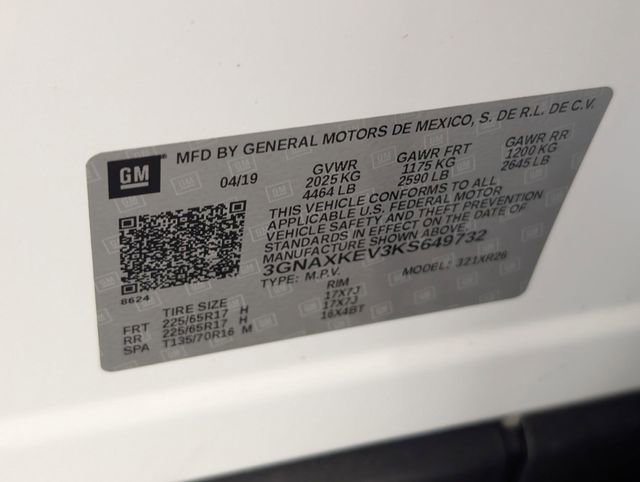 GM MFD BY GENERAL MOTORS DE MEXICO, S. DE R.L. DE C.V.
04/19 GVWR GAWR FRT GAWR RR
2025 KG 1175 KG 1200 KG
4464 LB 2590 LB 2645 LB
THIS VEHICLE CONFORMS TO ALL
APPLICABLE U.S. FEDERAL MOTOR
VEHICLE SAFETY AND THEFT PREVENTION
STANDARDS IN EFFECT ON THE DATE OF
MANUFACTURE SHOWN ABOVE.
3GNAXKEV3KS649732
TYPE: M.P.V. MODEL: 321XR26
8624
TIRE SIZE RIM
FRT 225/65R17 H 17X7J
RR 225/65R17 H 17X7J
SPA T135/70R16 M 16X4BT